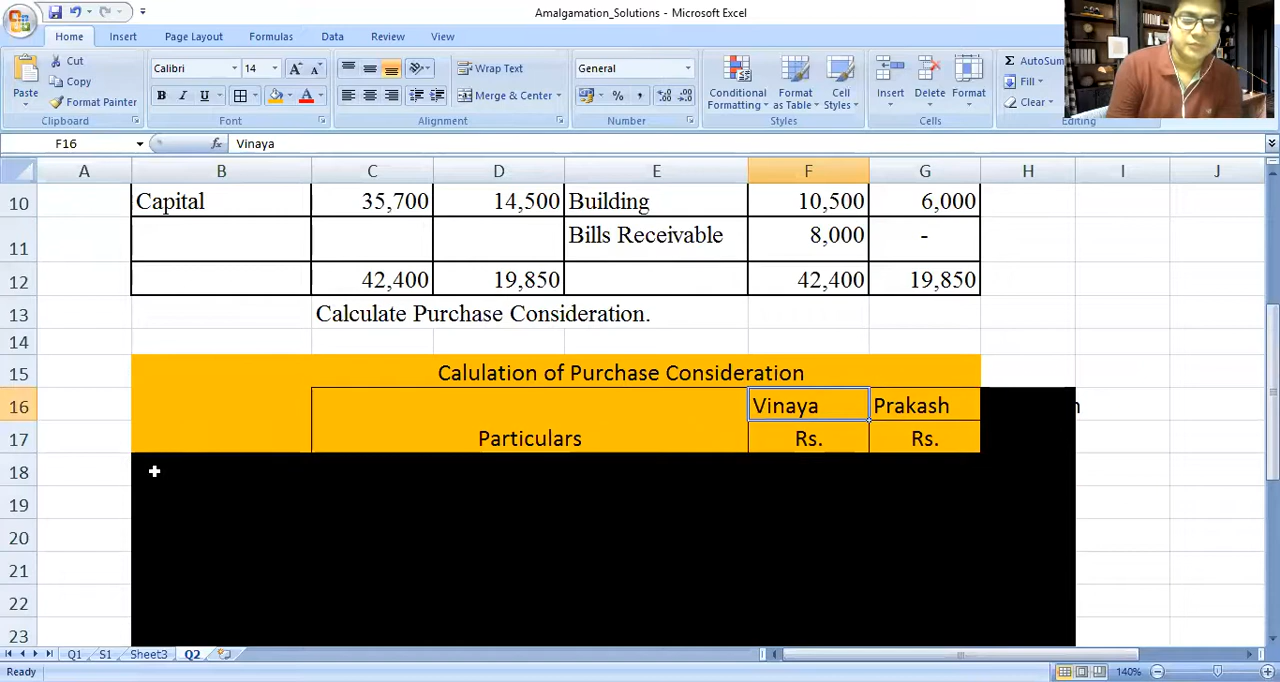 Amalgamation_Solutions - Microsoft Excel
Home Insert Page Layout Formulas Data Review View
Paste
Cut
Copy
Format Painter
Clipboard
Calibri 14
B I U
Font
Wrap Text
Merge & Center
Alignment
General
Number
Conditional Formatting
Format as Table
Cell Styles
Styles
Insert Delete Format
Cells
Σ AutoSum
Fill
Clear
Editing
F16 fx Vinaya
A B C D E F G H I J
10 Capital 35,700 14,500 Building 10,500 6,000
11 Bills Receivable 8,000 -
12 42,400 19,850 42,400 19,850
13 Calculate Purchase Consideration.
14
15 Calulation of Purchase Consideration
16 Vinaya Prakash
17 Particulars Rs. Rs.
18
19
20
21
22
23
Q1 S1 Sheet3 Q2
Ready 140%